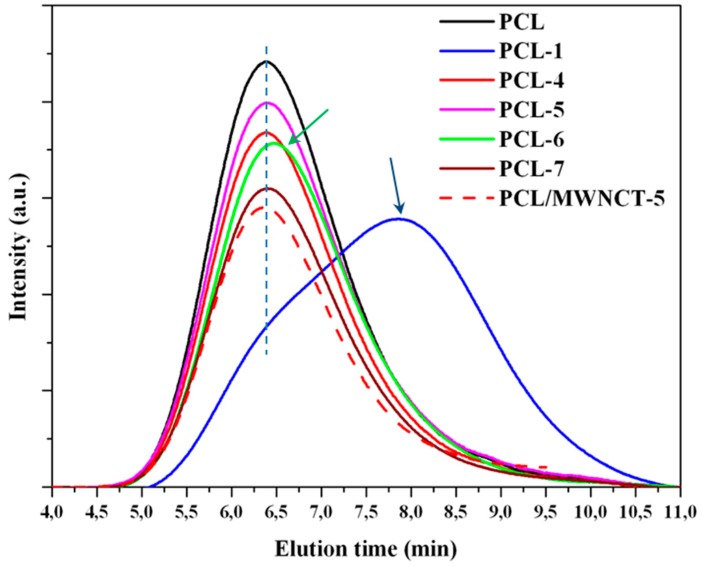 PCL
PCL-1
PCL-4
PCL-5
PCL-6
PCL-7
PCL/MWNCT-5
Intensity (a.u.)
4,0 4,5 5,0 5,5 6,0 6,5 7,0 7,5 8,0 8,5 9,0 9,5 10,0 10,5 11,0
Elution time (min)